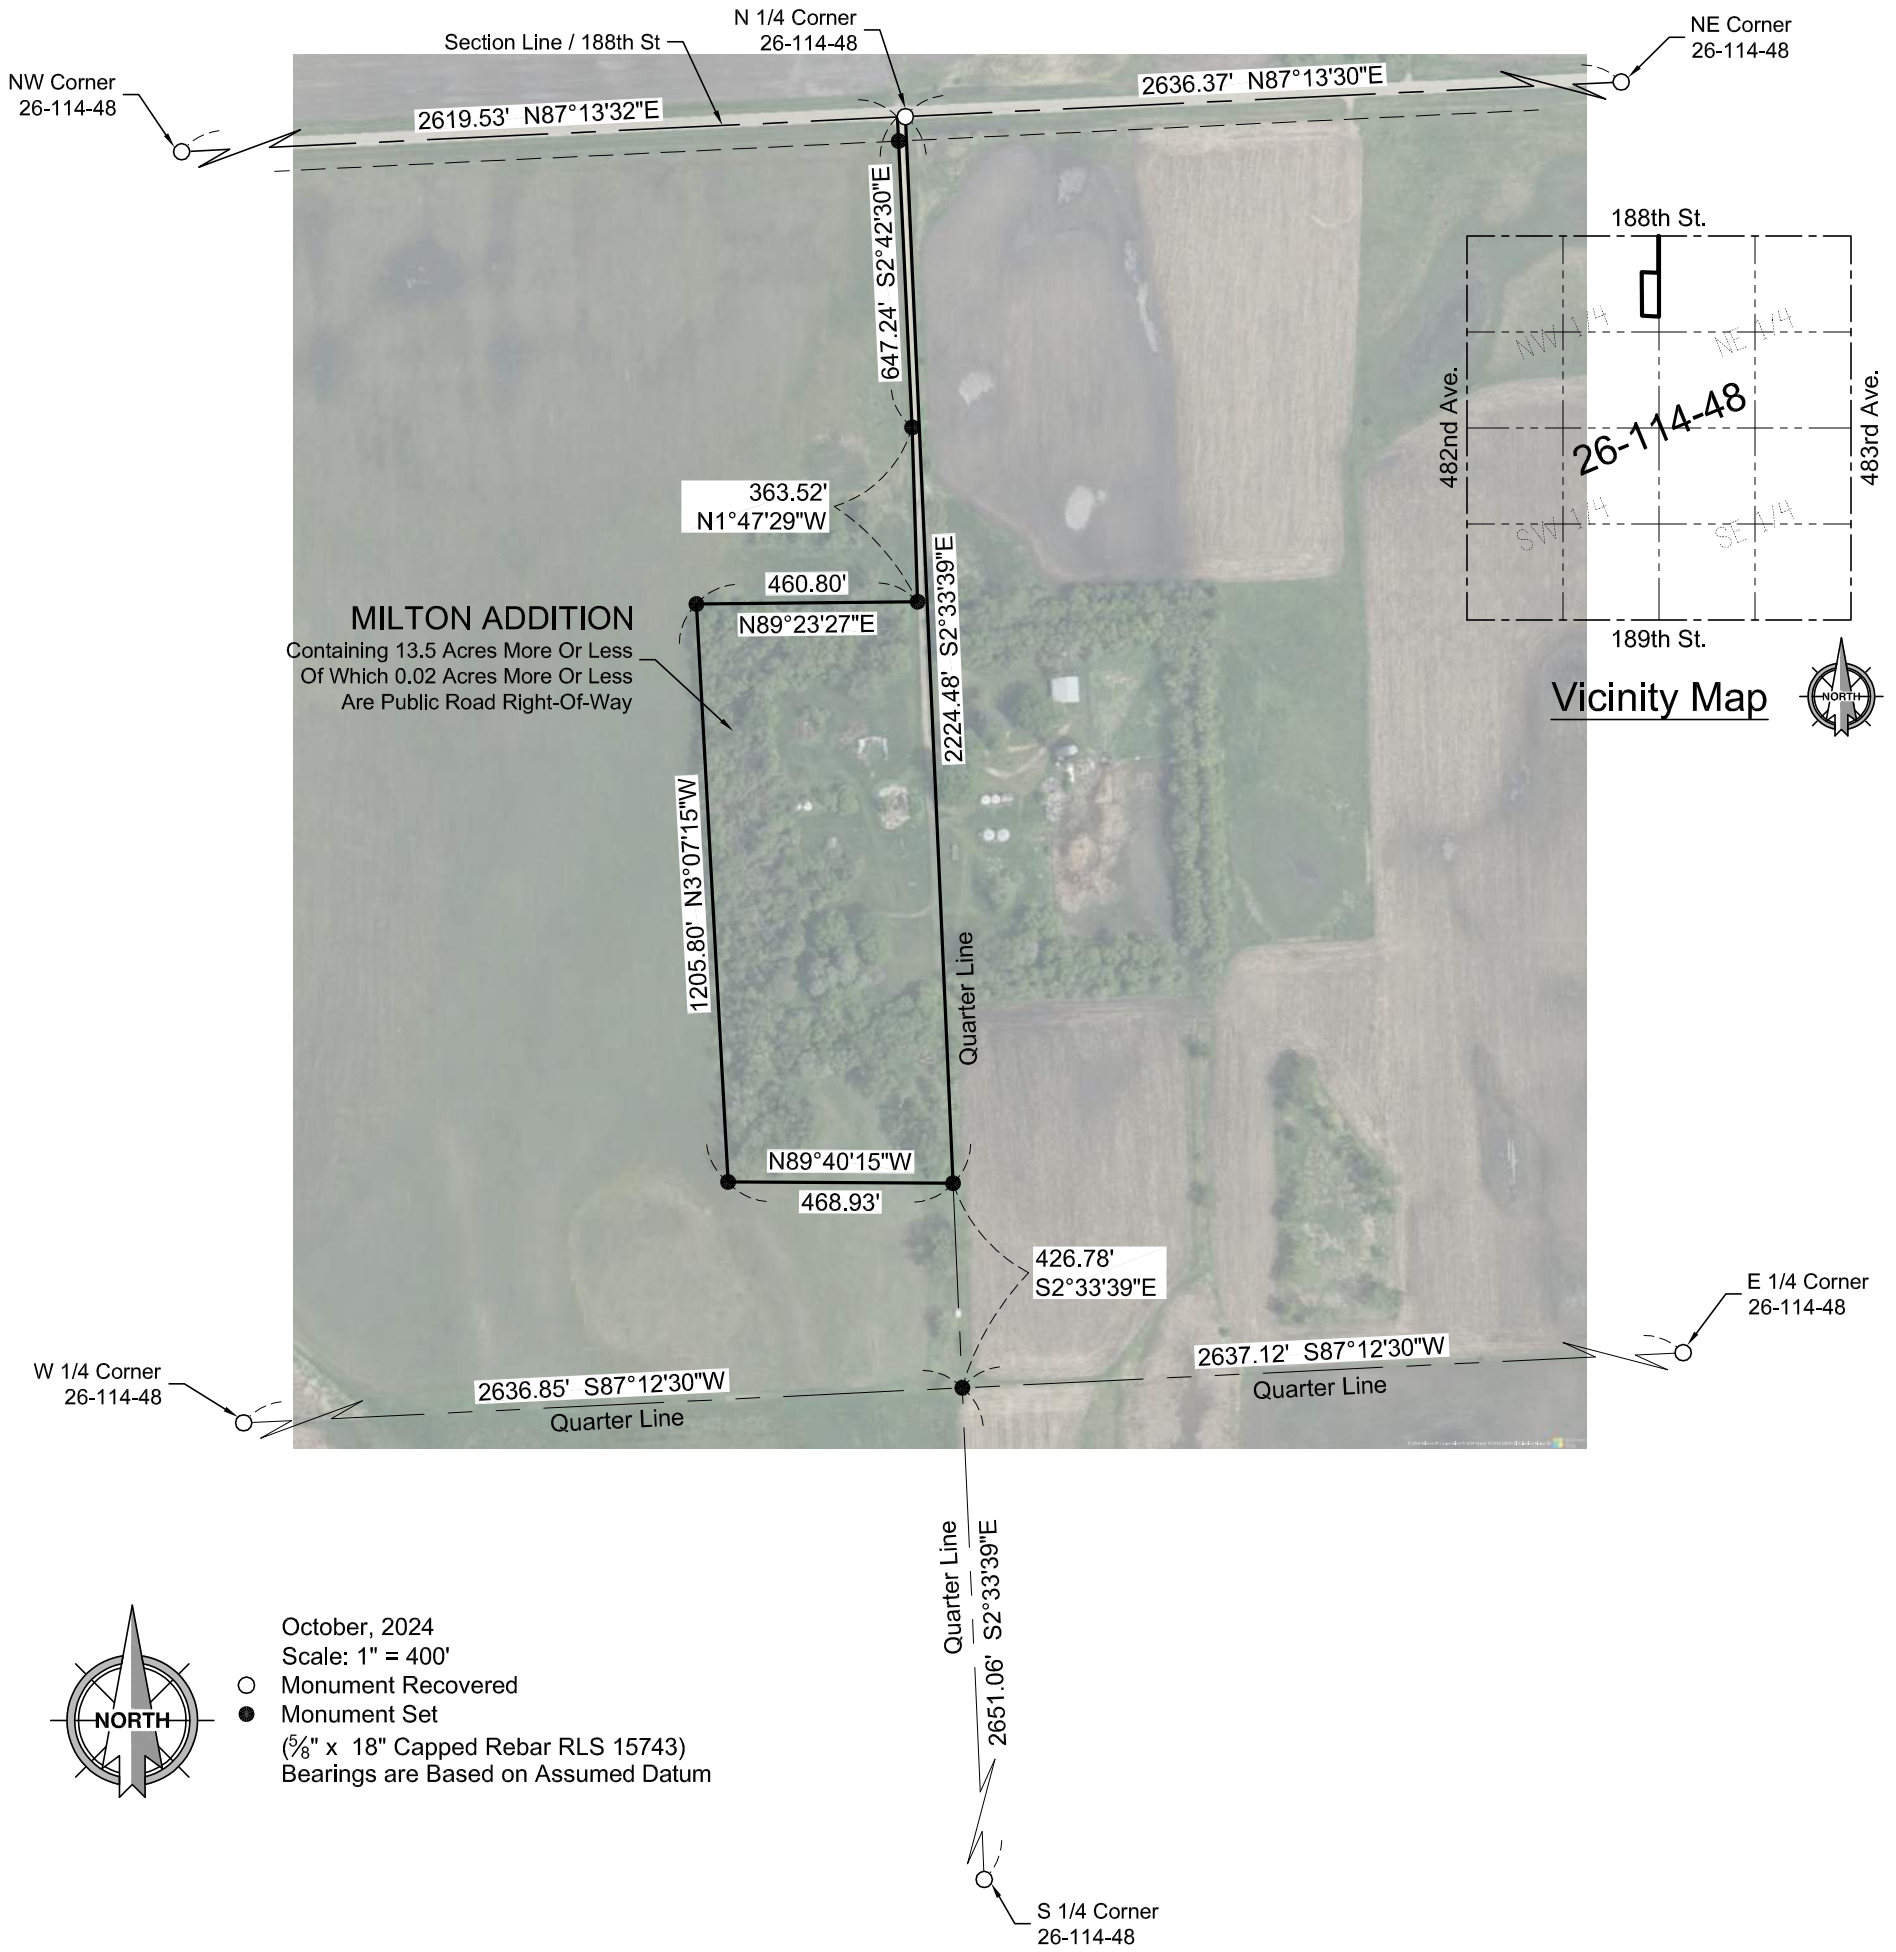 N 1/4 Corner
26-114-48
NE Corner
26-114-48
Section Line / 188th St
NW Corner
26-114-48
2619.53' N87°13'32"E
2636.37' N87°13'30"E
647.24' S2°42'30"E
363.52'
N1°47'29"W
460.80'
N89°23'27"E
2224.48' S2°33'39"E
MILTON ADDITION
Containing 13.5 Acres More Or Less
Of Which 0.02 Acres More Or Less
Are Public Road Right-Of-Way
1205.80' N3°07'15"W
Quarter Line
N89°40'15"W
468.93'
426.78'
S2°33'39"E
E 1/4 Corner
26-114-48
W 1/4 Corner
26-114-48
2636.85' S87°12'30"W
Quarter Line
2637.12' S87°12'30"W
Quarter Line
Quarter Line
2651.06' S2°33'39"E
S 1/4 Corner
26-114-48
188th St.
482nd Ave.
NW 1/4
NE 1/4
26-114-48
SW 1/4
SE 1/4
483rd Ave.
189th St.
Vicinity Map
NORTH
NORTH
October, 2024
Scale: 1" = 400'
Monument Recovered
Monument Set
(5/8" x 18" Capped Rebar RLS 15743)
Bearings are Based on Assumed Datum